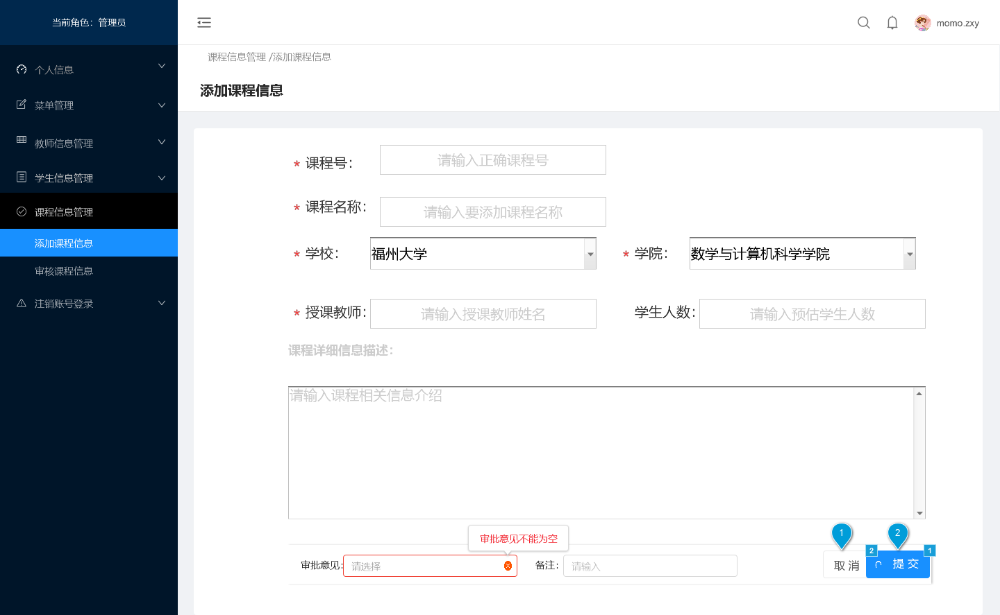 当前角色：管理员
momo.zxy
个人信息
菜单管理
教师信息管理
学生信息管理
课程信息管理
添加课程信息
审核课程信息
注销账号登录
课程信息管理 /添加课程信息
添加课程信息
* 课程号： 请输入正确课程号
* 课程名称： 请输入要添加课程名称
* 学校： 福州大学 * 学院： 数学与计算机科学学院
* 授课教师： 请输入授课教师姓名 学生人数： 请输入预估学生人数
课程详细信息描述：
请输入课程相关信息介绍
审批意见不能为空
1 2
2 1
审批意见: 请选择 备注： 请输入 取 消 提 交